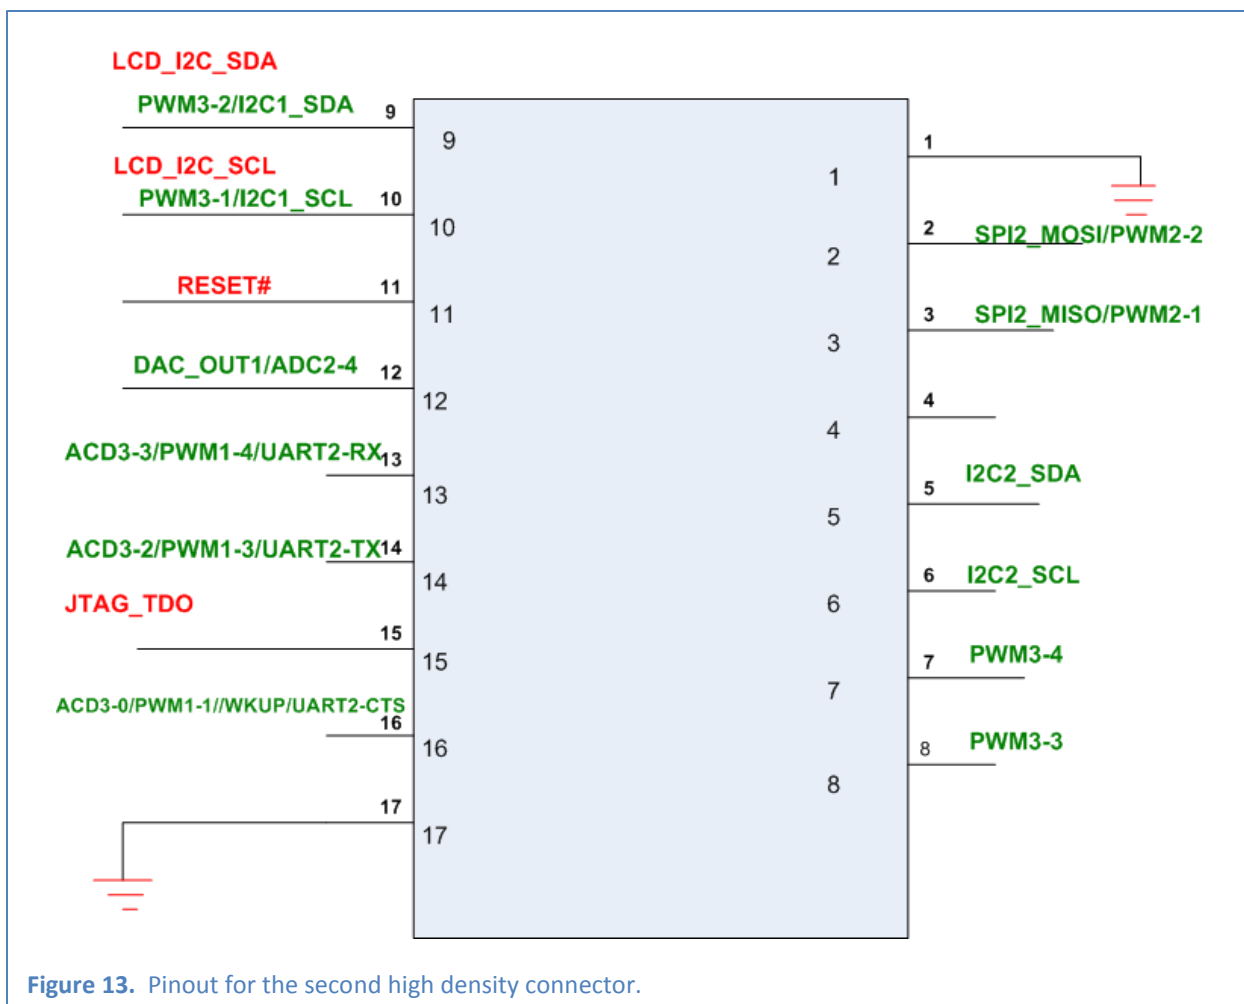 LCD_I2C_SDA
PWM3-2/I2C1_SDA 9
9
LCD_I2C_SCL
PWM3-1/I2C1_SCL 10
10
RESET# 11
11
DAC_OUT1/ADC2-4 12
12
ACD3-3/PWM1-4/UART2-RX 13
13
ACD3-2/PWM1-3/UART2-TX 14
14
JTAG_TDO
15
15
ACD3-0/PWM1-1//WKUP/UART2-CTS
16
16
17
17
1
1
2 SPI2_MOSI/PWM2-2
2
3 SPI2_MISO/PWM2-1
3
4
4
5 I2C2_SDA
5
6 I2C2_SCL
6
7 PWM3-4
7
8 PWM3-3
8
Figure 13. Pinout for the second high density connector.